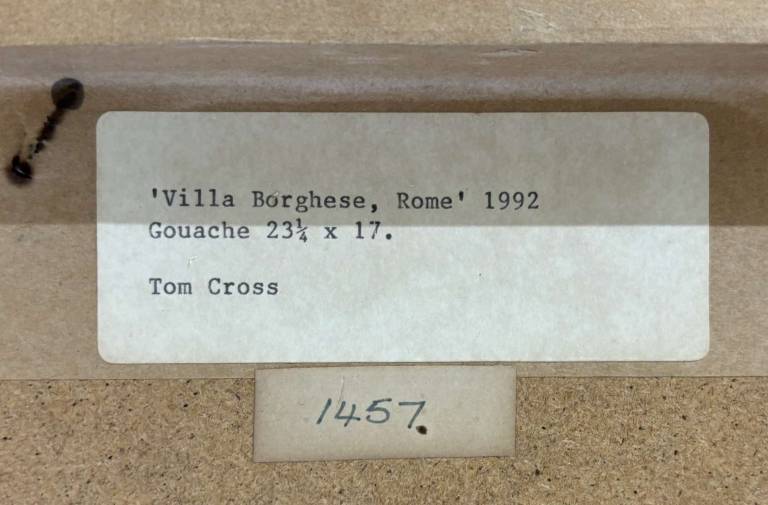 'Villa Borghese, Rome' 1992
Gouache 23¼ x 17.
Tom Cross
1457